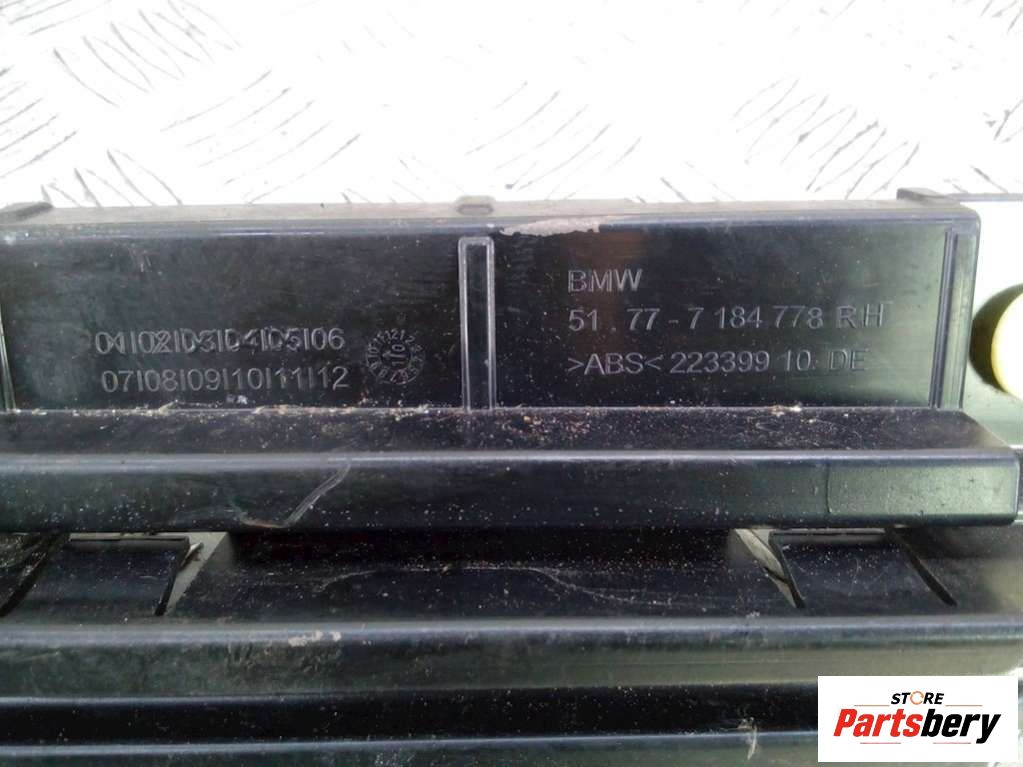 BMW
51.77-7 184 778 RH
>ABS< 223399 10. DE
01|02|03|04|05|06
07|08|09|10|11|12
STORE
Partsbery